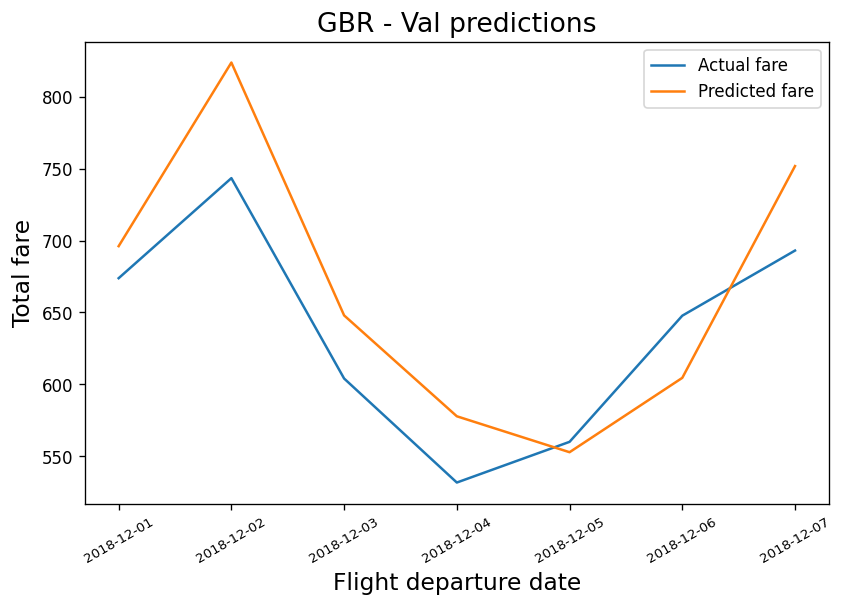 GBR - Val predictions
Actual fare
Predicted fare
Total fare
800
750
700
650
600
550
2018-12-01
2018-12-02
2018-12-03
2018-12-04
2018-12-05
2018-12-06
2018-12-07
Flight departure date